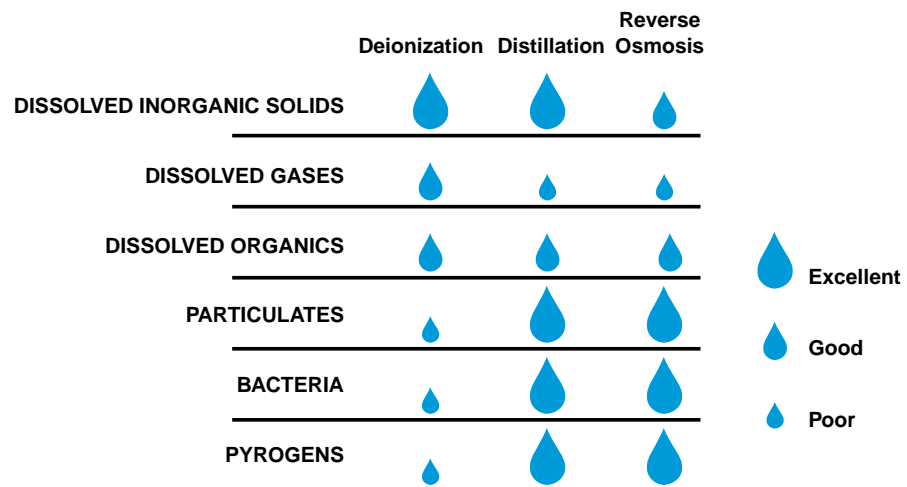 Reverse
Deionization Distillation Osmosis
DISSOLVED INORGANIC SOLIDS
DISSOLVED GASES
DISSOLVED ORGANICS
Excellent
PARTICULATES
Good
BACTERIA
Poor
PYROGENS